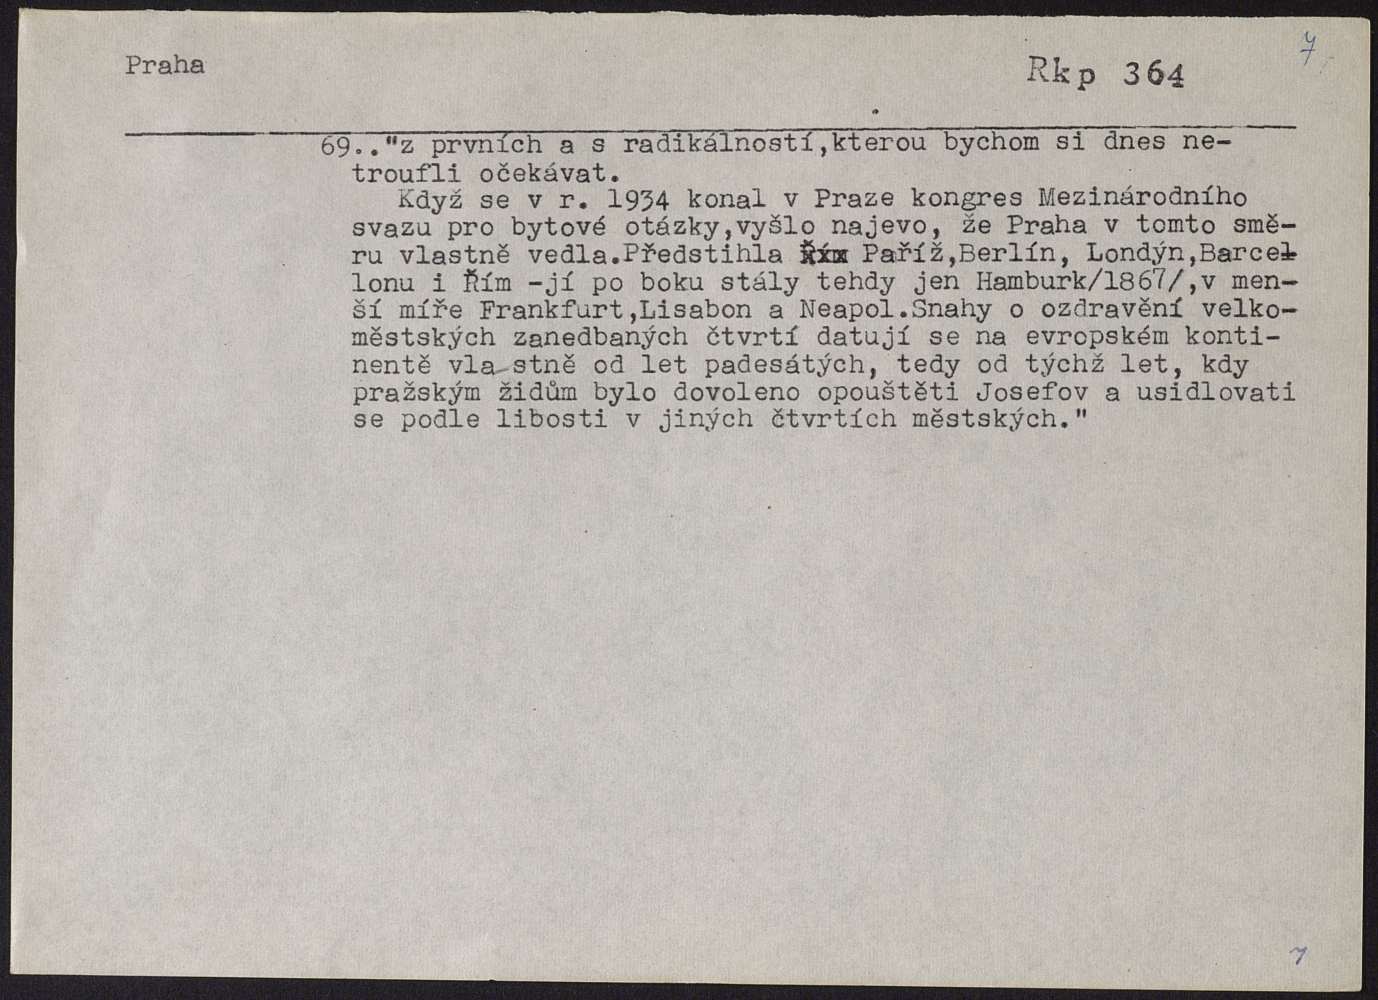 Praha
Rkp 364
7
69.."z prvních a s radikálností,kterou bychom si dnes ne-
troufli očekávat.
Když se v r. 1934 konal v Praze kongres Mezinárodního
svazu pro bytové otázky,vyšlo najevo, že Praha v tomto smě-
ru vlastně vedla.Předstihla Paříž,Berlín, Londýn,Barcel-
lonu i Řím -jí po boku stály tehdy jen Hamburk/1867/,v men-
ší míře Frankfurt,Lisabon a Neapol.Snahy o ozdravění velko-
městských zanedbaných čtvrtí datují se na evropském konti-
nentě vla stně od let padesátých, tedy od týchž let, kdy
pražským židům bylo dovoleno opouštěti Josefov a usidlovati
se podle libosti v jiných čtvrtích městských."
7